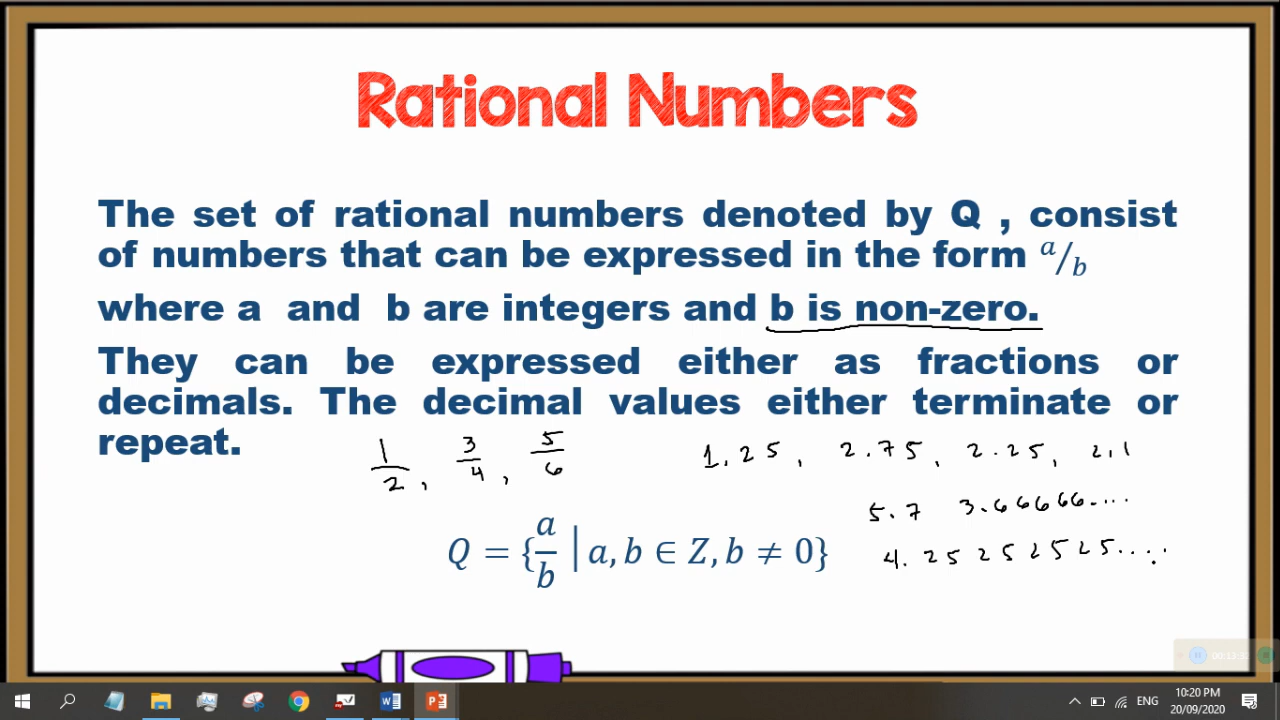 Rational Numbers
The set of rational numbers denoted by Q , consist
of numbers that can be expressed in the form a/b
where a and b are integers and b is non-zero.
They can be expressed either as fractions or
decimals. The decimal values either terminate or
repeat.
1/2, 3/4, 5/6
1.25, 2.75, 2.25, 2.1
5.7 3.66666....
4.25252525.....
Q = {a/b | a, b ∈ Z, b ≠ 0}
ENG
10:20 PM
20/09/2020